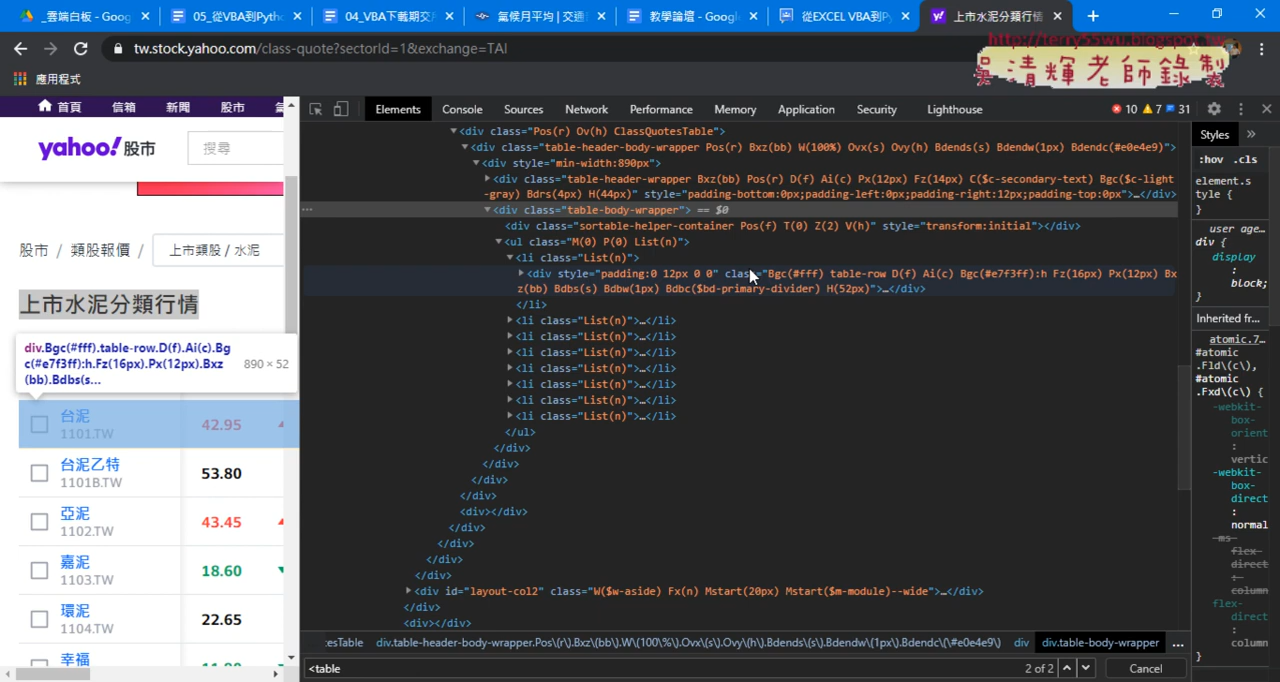 _雲端白板 - Goog
05_從VBA到Pyth
04_VBA下載期交
氣候月平均 | 交通
教學論壇 - Googl
從EXCEL VBA到Py
上市水泥分類行情
tw.stock.yahoo.com/class-quote?sectorId=1&exchange=TAI
http://terry55wu.blogspot.tw
吳清輝老師錄製
應用程式
首頁 信箱 新聞 股市
yahoo!股市
搜尋
股市 / 類股報價 / 上市類股 / 水泥
上市水泥分類行情
div.Bgc(#fff).table-row.D(f).Ai(c).Bg
c(#e7f3ff):h.Fz(16px).Px(12px).Bxz
(bb).Bdbs(s...
890 × 52
台泥 42.95
1101.TW
台泥乙特 53.80
1101B.TW
亞泥 43.45
1102.TW
嘉泥 18.60
1103.TW
環泥 22.65
1104.TW
幸福
Elements Console Sources Network Performance Memory Application Security Lighthouse 10 7 31
<div class="Pos(r) Ov(h) ClassQuotesTable">
<div class="table-header-body-wrapper Pos(r) Bxz(bb) W(100%) Ovx(s) Ovy(h) Bdends(s) Bdendw(1px) Bdendc(#e0e4e9)">
<div style="min-width:890px">
<div class="table-header-wrapper Bxz(bb) Pos(r) D(f) Ai(c) Px(12px) Fz(14px) C($c-secondary-text) Bgc($c-light
-gray) Bdrs(4px) H(44px)" style="padding-bottom:0px;padding-left:0px;padding-right:12px;padding-top:0px">…</div>
<div class="table-body-wrapper"> == $0
<div class="sortable-helper-container Pos(f) T(0) Z(2) V(h)" style="transform:initial"></div>
<ul class="M(0) P(0) List(n)">
<li class="List(n)">
<div style="padding:0 12px 0 0" class="Bgc(#fff) table-row D(f) Ai(c) Bgc(#e7f3ff):h Fz(16px) Px(12px) Bx
z(bb) Bdbs(s) Bdbw(1px) Bdbc($bd-primary-divider) H(52px)">…</div>
</li>
<li class="List(n)">…</li>
<li class="List(n)">…</li>
<li class="List(n)">…</li>
<li class="List(n)">…</li>
<li class="List(n)">…</li>
<li class="List(n)">…</li>
<li class="List(n)">…</li>
</ul>
</div>
</div>
</div>
</div>
<div></div>
</div>
</div>
</div>
</div>
<div id="layout-col2" class="W($w-aside) Fx(n) Mstart(20px) Mstart($m-module)--wide">…</div>
</div>
<div></div>
:esTable div.table-header-body-wrapper.Pos\(r\).Bxz\(bb\).W\(100\%\).Ovx\(s\).Ovy\(h\).Bdends\(s\).Bdendw\(1px\).Bdendc\(\#e0e4e9\) div div.table-body-wrapper ...
<table 2 of 2 Cancel
Styles »
:hov .cls
element.s
tyle {
}
user age…
div {
display
:
block;
}
Inherited fr…
atomic.7…
#atomic
.Fld\(c\),
#atomic
.Fxd\(c\) {
-webkit-
box-
orient
:
vertic
-webkit-
box-
direct
:
normal
-ms-
flex-
direct
:
column
flex-
direct
:
column
}